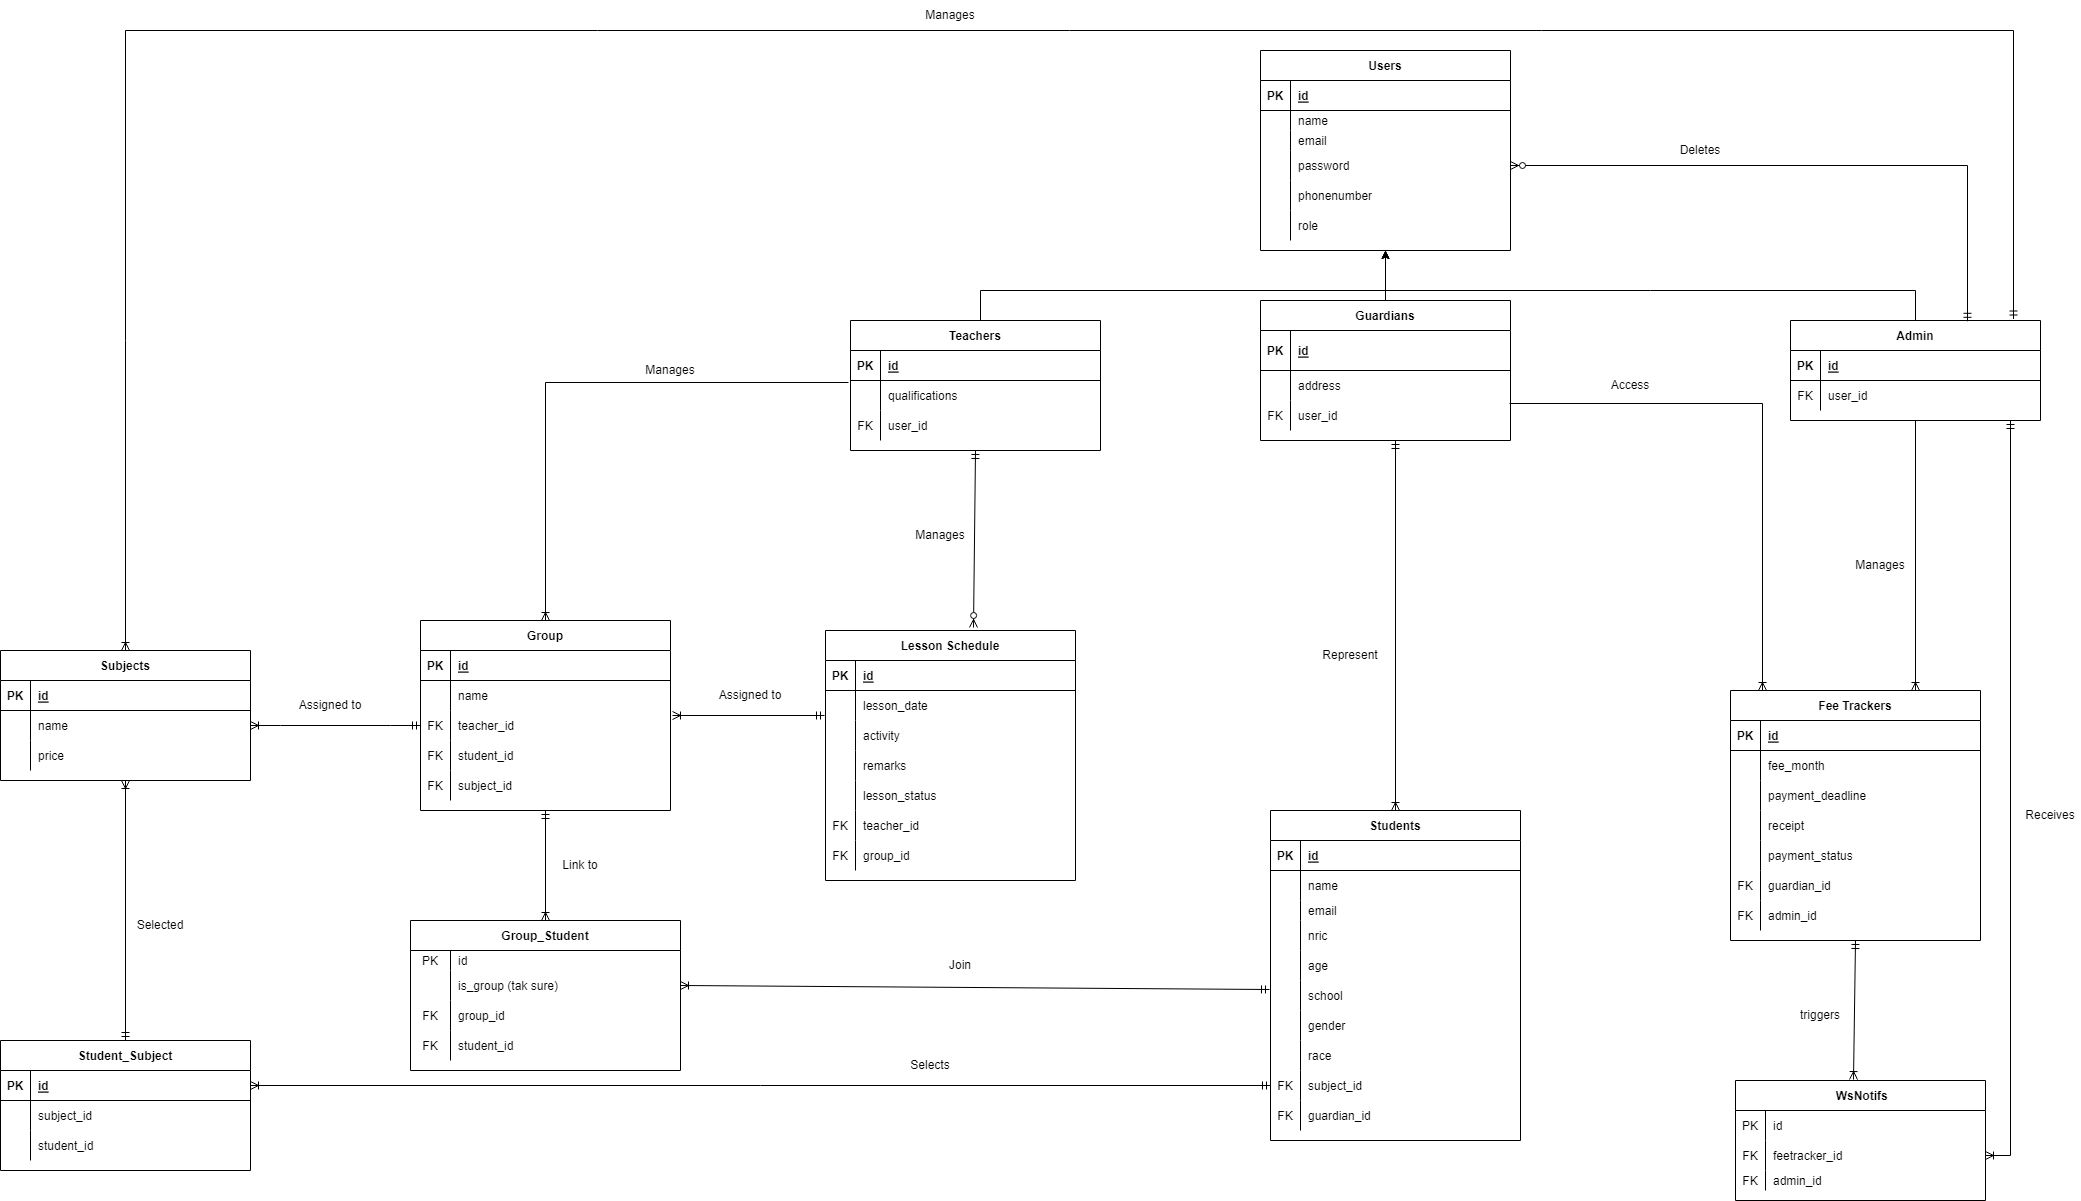 Manages
Users
PK id
name
email
password
phonenumber
role
Deletes
Teachers
PK id
qualifications
FK user_id
Guardians
PK id
address
FK user_id
Admin
PK id
FK user_id
Manages
Access
Manages
Manages
Represent
Receives
Subjects
PK id
name
price
Assigned to
Group
PK id
name
FK teacher_id
FK student_id
FK subject_id
Assigned to
Lesson Schedule
PK id
lesson_date
activity
remarks
lesson_status
FK teacher_id
FK group_id
Fee Trackers
PK id
fee_month
payment_deadline
receipt
payment_status
FK guardian_id
FK admin_id
Link to
Selected
Group_Student
PK id
is_group (tak sure)
FK group_id
FK student_id
Join
Students
PK id
name
email
nric
age
school
gender
race
FK subject_id
FK guardian_id
triggers
Student_Subject
PK id
subject_id
student_id
Selects
WsNotifs
PK id
FK feetracker_id
FK admin_id